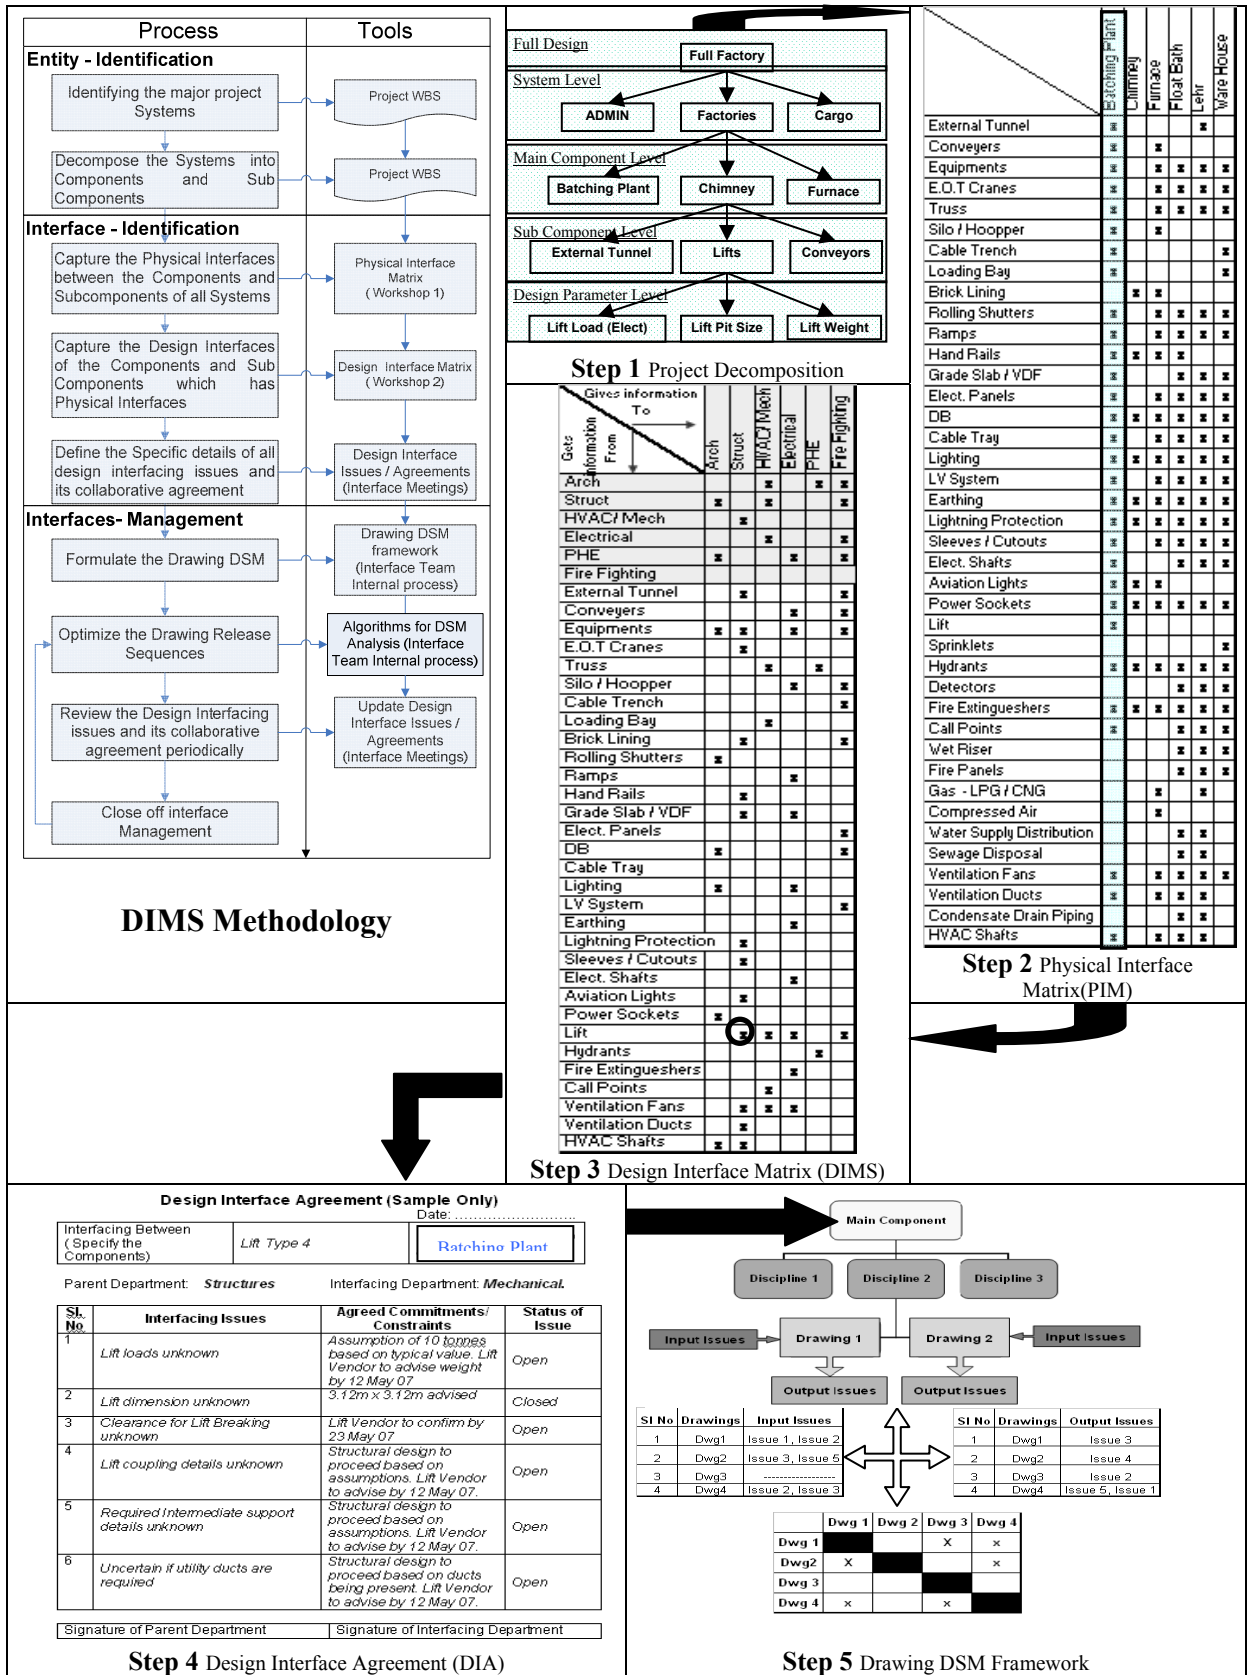 Process Tools
Entity - Identification
Identifying the major project
Systems
Project WBS
Decompose the Systems into
Components and Sub
Components
Project WBS
Interface - Identification
Capture the Physical Interfaces
between the Components and
Subcomponents of all Systems
Physical Interface
Matrix
( Workshop 1)
Capture the Design Interfaces
of the Components and Sub
Components which has
Physical Interfaces
Design Interface Matrix
( Workshop 2)
Define the Specific details of all
design interfacing issues and
its collaborative agreement
Design Interface
Issues / Agreements
(Interface Meetings)
Interfaces- Management
Formulate the Drawing DSM
Drawing DSM
framework
(Interface Team
Internal process)
Optimize the Drawing Release
Sequences
Algorithms for DSM
Analysis (Interface
Team Internal process)
Review the Design Interfacing
issues and its collaborative
agreement periodically
Update Design
Interface Issues /
Agreements
(Interface Meetings)
Close off interface
Management
DIMS Methodology
Full Design
Full Factory
System Level
ADMIN Factories Cargo
Main Component Level
Batching Plant Chimney Furnace
Sub Component Level
External Tunnel Lifts Conveyors
Design Parameter Level
Lift Load (Elect) Lift Pit Size Lift Weight
Step 1 Project Decomposition
Batching Plant
Chimney
Furnace
Float Bath
Lehr
Ware House
External Tunnel x x
Conveyers x
Equipments x x x x x
E.O.T Cranes x x x x x
Truss x x x x x
Silo / Hoopper x x
Cable Trench x x
Loading Bay x x
Brick Lining x x x
Rolling Shutters x x x x x
Ramps x x x x x
Hand Rails x x x x
Grade Slab / VDF x x x x
Elect. Panels x x x x x
DB x x x x x x
Cable Tray x x x x x
Lighting x x x x x x
LV System x x x x x
Earthing x x x x x x
Lightning Protection x x x x x x
Sleeves / Cutouts x x x x x
Elect. Shafts x x x x
Aviation Lights x x
Power Sockets x x x x x x
Lift x
Sprinklets x
Hydrants x x x x x x
Detectors x x x
Fire Extingueshers x x x x x x
Call Points x x x x
Wet Riser x x x
Fire Panels x x x
Gas - LPG / CNG x x
Compressed Air x
Water Supply Distribution x x
Sewage Disposal x x
Ventilation Fans x x x x x
Ventilation Ducts x x x
Condensate Drain Piping x x
HVAC Shafts x x x x
Step 2 Physical Interface
Matrix(PIM)
Gives information
To
Gets
information
From
Arch
Struct
HVAC/ Mech
Electrical
PHE
Fire Fighting
Arch x x x
Struct x x x
HVAC/ Mech x
Electrical x x
PHE x x x
Fire Fighting
External Tunnel x x
Conveyers x x
Equipments x x x x
E.O.T Cranes x
Truss x x
Silo / Hoopper x x
Cable Trench x
Loading Bay x
Brick Lining x x
Rolling Shutters x
Ramps x
Hand Rails x
Grade Slab / VDF x x
Elect. Panels x
DB x x
Cable Tray
Lighting x x
LV System x
Earthing x
Lightning Protection x
Sleeves / Cutouts x
Elect. Shafts x
Aviation Lights x
Power Sockets x
Lift x x x x
Hydrants x
Fire Extingueshers x
Call Points x
Ventilation Fans x x x
Ventilation Ducts x
HVAC Shafts x x
Step 3 Design Interface Matrix (DIMS)
Design Interface Agreement (Sample Only)
Date: ..........................
Interfacing Between
( Specify the
Components)
Lift Type 4
Batching Plant
Parent Department: Structures Interfacing Department: Mechanical.
Sl.
No
Interfacing Issues
Agreed Commitments/
Constraints
Status of
Issue
1
Lift loads unknown
Assumption of 10 tonnes
based on typical value. Lift
Vendor to advise weight
by 12 May 07
Open
2
Lift dimension unknown
3.12m x 3.12m advised
Closed
3
Clearance for Lift Breaking
unknown
Lift Vendor to confirm by
23 May 07
Open
4
Lift coupling details unknown
Structural design to
proceed based on
assumptions. Lift Vendor
to advise by 12 May 07.
Open
5
Required Intermediate support
details unknown
Structural design to
proceed based on
assumptions. Lift Vendor
to advise by 12 May 07.
Open
6
Uncertain if utility ducts are
required
Structural design to
proceed based on ducts
being present. Lift Vendor
to advise by 12 May 07.
Open
Signature of Parent Department Signature of Interfacing Department
Step 4 Design Interface Agreement (DIA)
Main Component
Discipline 1 Discipline 2 Discipline 3
Input Issues Drawing 1 Drawing 2 Input Issues
Output Issues Output Issues
Sl No Drawings Input Issues
1 Dwg1 Issue 1, Issue 2
2 Dwg2 Issue 3, Issue 5
3 Dwg3 ------------------
4 Dwg4 Issue 2, Issue 3
Sl No Drawings Output Issues
1 Dwg1 Issue 3
2 Dwg2 Issue 4
3 Dwg3 Issue 2
4 Dwg4 Issue 5, Issue 1
Dwg 1 Dwg 2 Dwg 3 Dwg 4
Dwg 1 X x
Dwg2 X x
Dwg 3
Dwg 4 x x
Step 5 Drawing DSM Framework